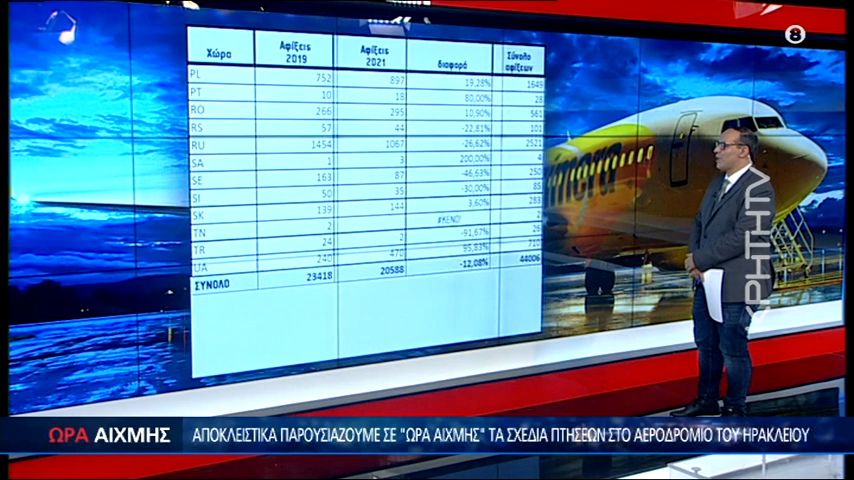 8
Χώρα Αφίξεις 2019 Αφίξεις 2021 διαφορά Σύνολο αφίξεων
PL 752 897 19,28% 1649
PT 10 18 80,00% 28
RO 266 295 10,90% 561
RS 57 44 -22,81% 101
RU 1454 1067 -26,62% 2521
SA 1 3 200,00% 4
SE 163 87 -46,63% 250
SI 50 35 -30,00% 85
SK 139 144 3,60% 283
TN 2 #ΚΕΝΟ! 2
TR 24 2 -91,67% 26
UA 240 470 95,83% 710
ΣΥΝΟΛΟ 23418 20588 -12,08% 44006
ΚΡΗΤΗTV
ΩΡΑ ΑΙΧΜΗΣ
ΑΠΟΚΛΕΙΣΤΙΚΑ ΠΑΡΟΥΣΙΑΖΟΥΜΕ ΣΕ "ΩΡΑ ΑΙΧΜΗΣ" ΤΑ ΣΧΕΔΙΑ ΠΤΗΣΕΩΝ ΣΤΟ ΑΕΡΟΔΡΟΜΙΟ ΤΟΥ ΗΡΑΚΛΕΙΟΥ